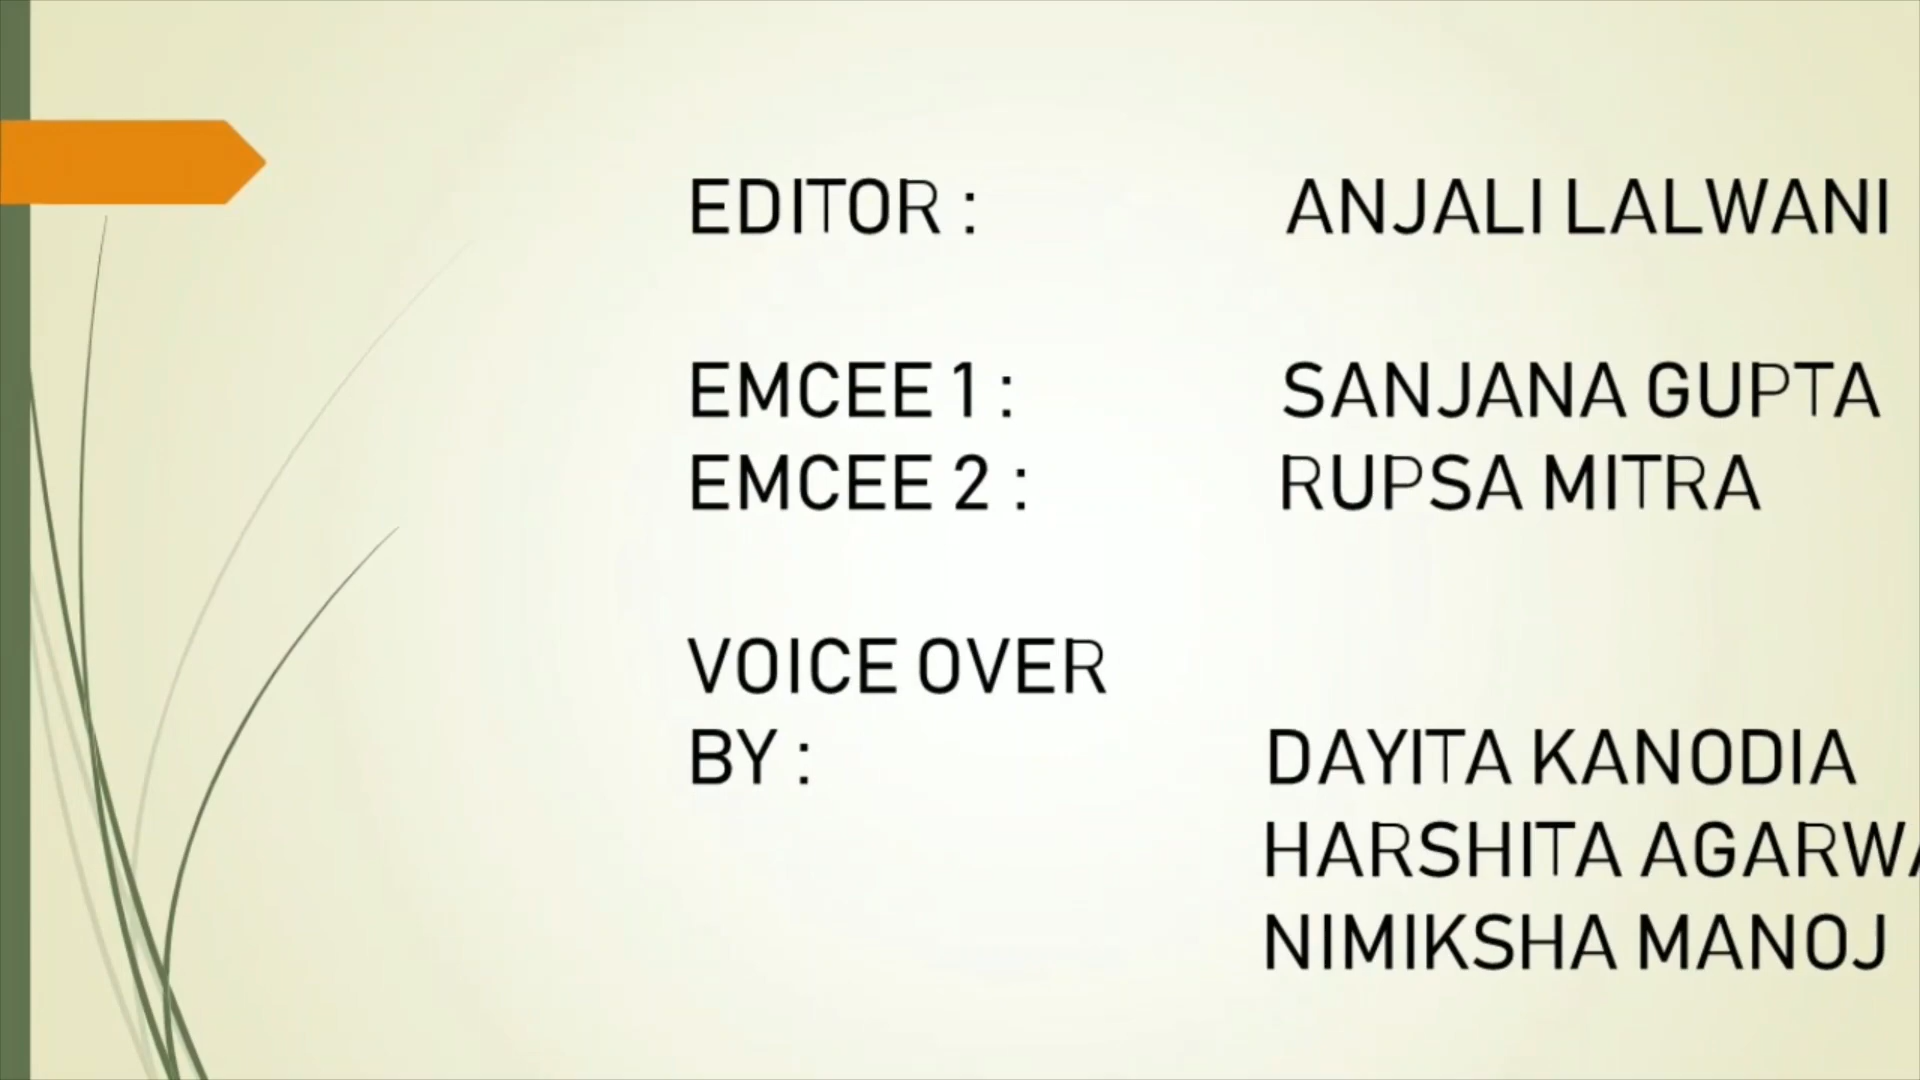 EDITOR : ANJALI LALWANI
EMCEE 1 : SANJANA GUPTA
EMCEE 2 : RUPSA MITRA
VOICE OVER
BY : DAYITA KANODIA
HARSHITA
NIMIKSHA MANOJ